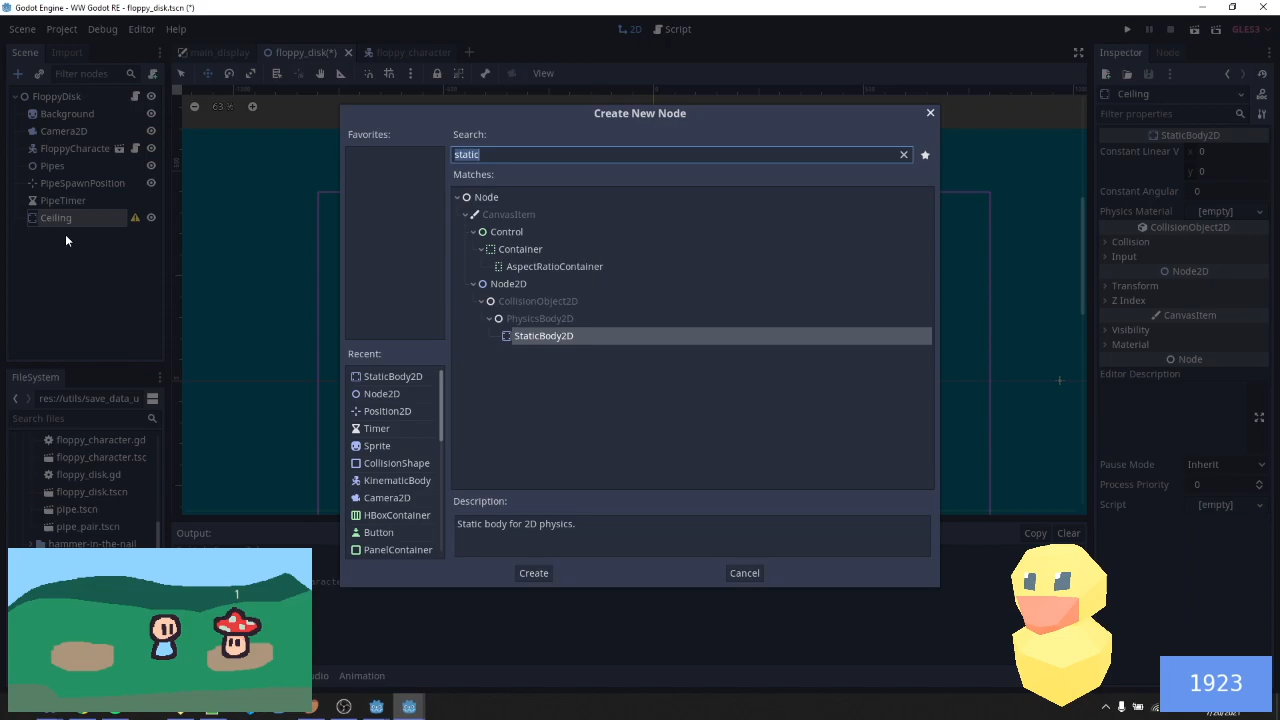 Godot Engine - WW Godot RE - floppy_disk.tscn (*)
Scene Project Debug Editor Help
2D Script
GLES3
Scene Import
main_display floppy_disk(*) floppy_character
Inspector Node
Filter nodes
View
63 %
FloppyDisk
Background
Camera2D
FloppyCharacte
Pipes
PipeSpawnPosition
PipeTimer
Ceiling
Create New Node
Favorites:
Search:
static
Matches:
Node
CanvasItem
Control
Container
AspectRatioContainer
Node2D
CollisionObject2D
PhysicsBody2D
StaticBody2D
Recent:
StaticBody2D
Node2D
Position2D
Timer
Sprite
CollisionShape
KinematicBody
Camera2D
HBoxContainer
Button
PanelContainer
Description:
Static body for 2D physics.
Create Cancel
Ceiling
Filter properties
StaticBody2D
Constant Linear V x 0
y 0
Constant Angular 0
Physics Material [empty]
CollisionObject2D
Collision
Input
Node2D
Transform
Z Index
CanvasItem
Visibility
Material
Node
Editor Description
Pause Mode Inherit
Process Priority 0
Script [empty]
FileSystem
res://utils/save_data_u
Search files
floppy_character.gd
floppy_character.tsc
floppy_disk.gd
floppy_disk.tscn
pipe.tscn
pipe_pair.tscn
hammer-in-the-nail
Output:
Copy Clear
Animation
1
1923